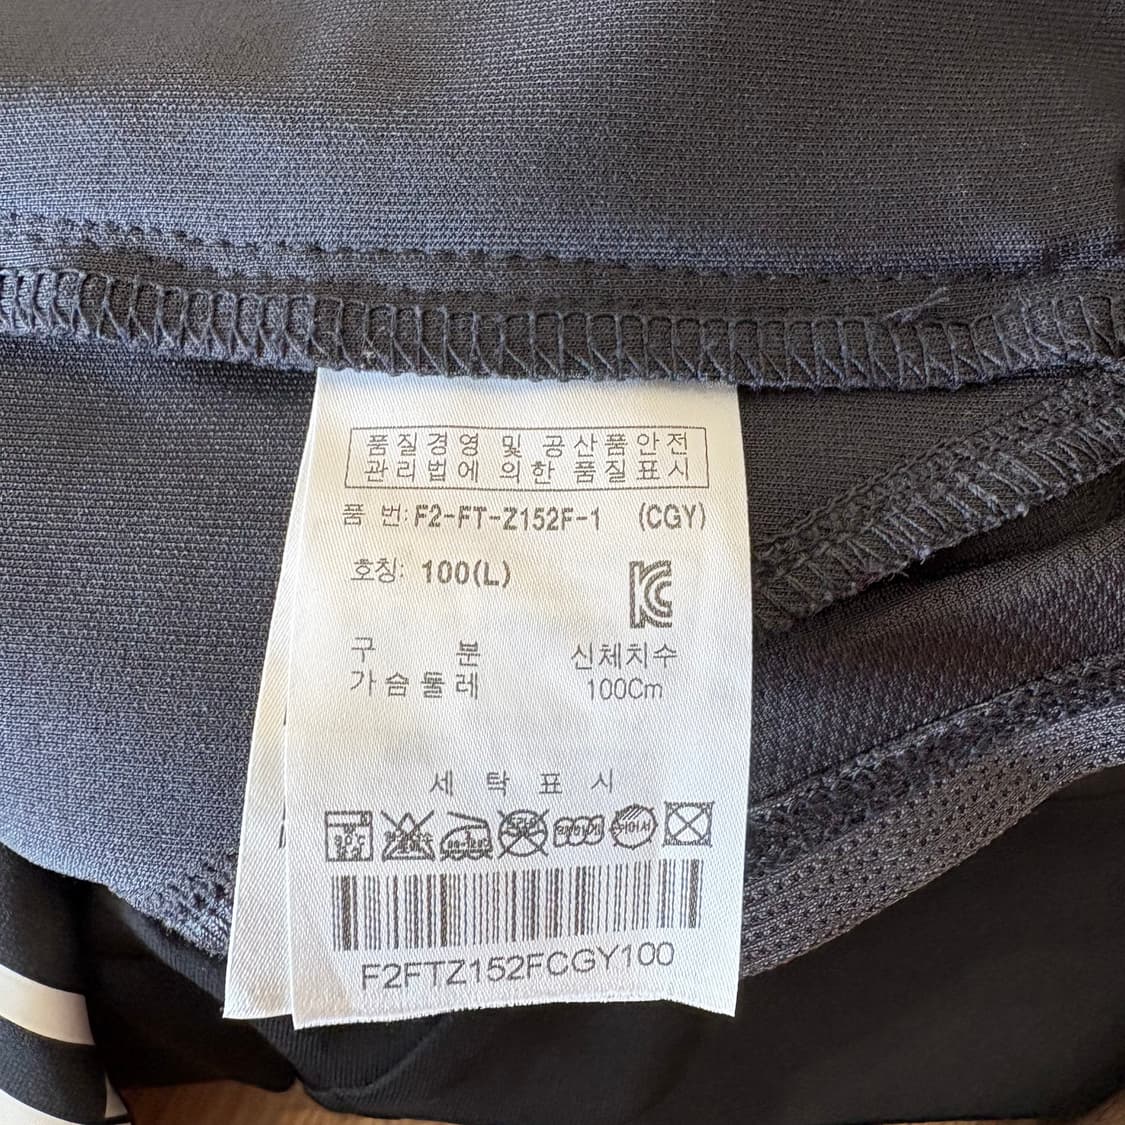 품질경영 및 공산품안전
관리법에 의한 품질표시
품 번: F2-FT-Z152F-1 (CGY)
호칭: 100(L)
구 분 신체치수
가슴둘레 100Cm
세 탁 표 시
F2FTZ152FCGY100